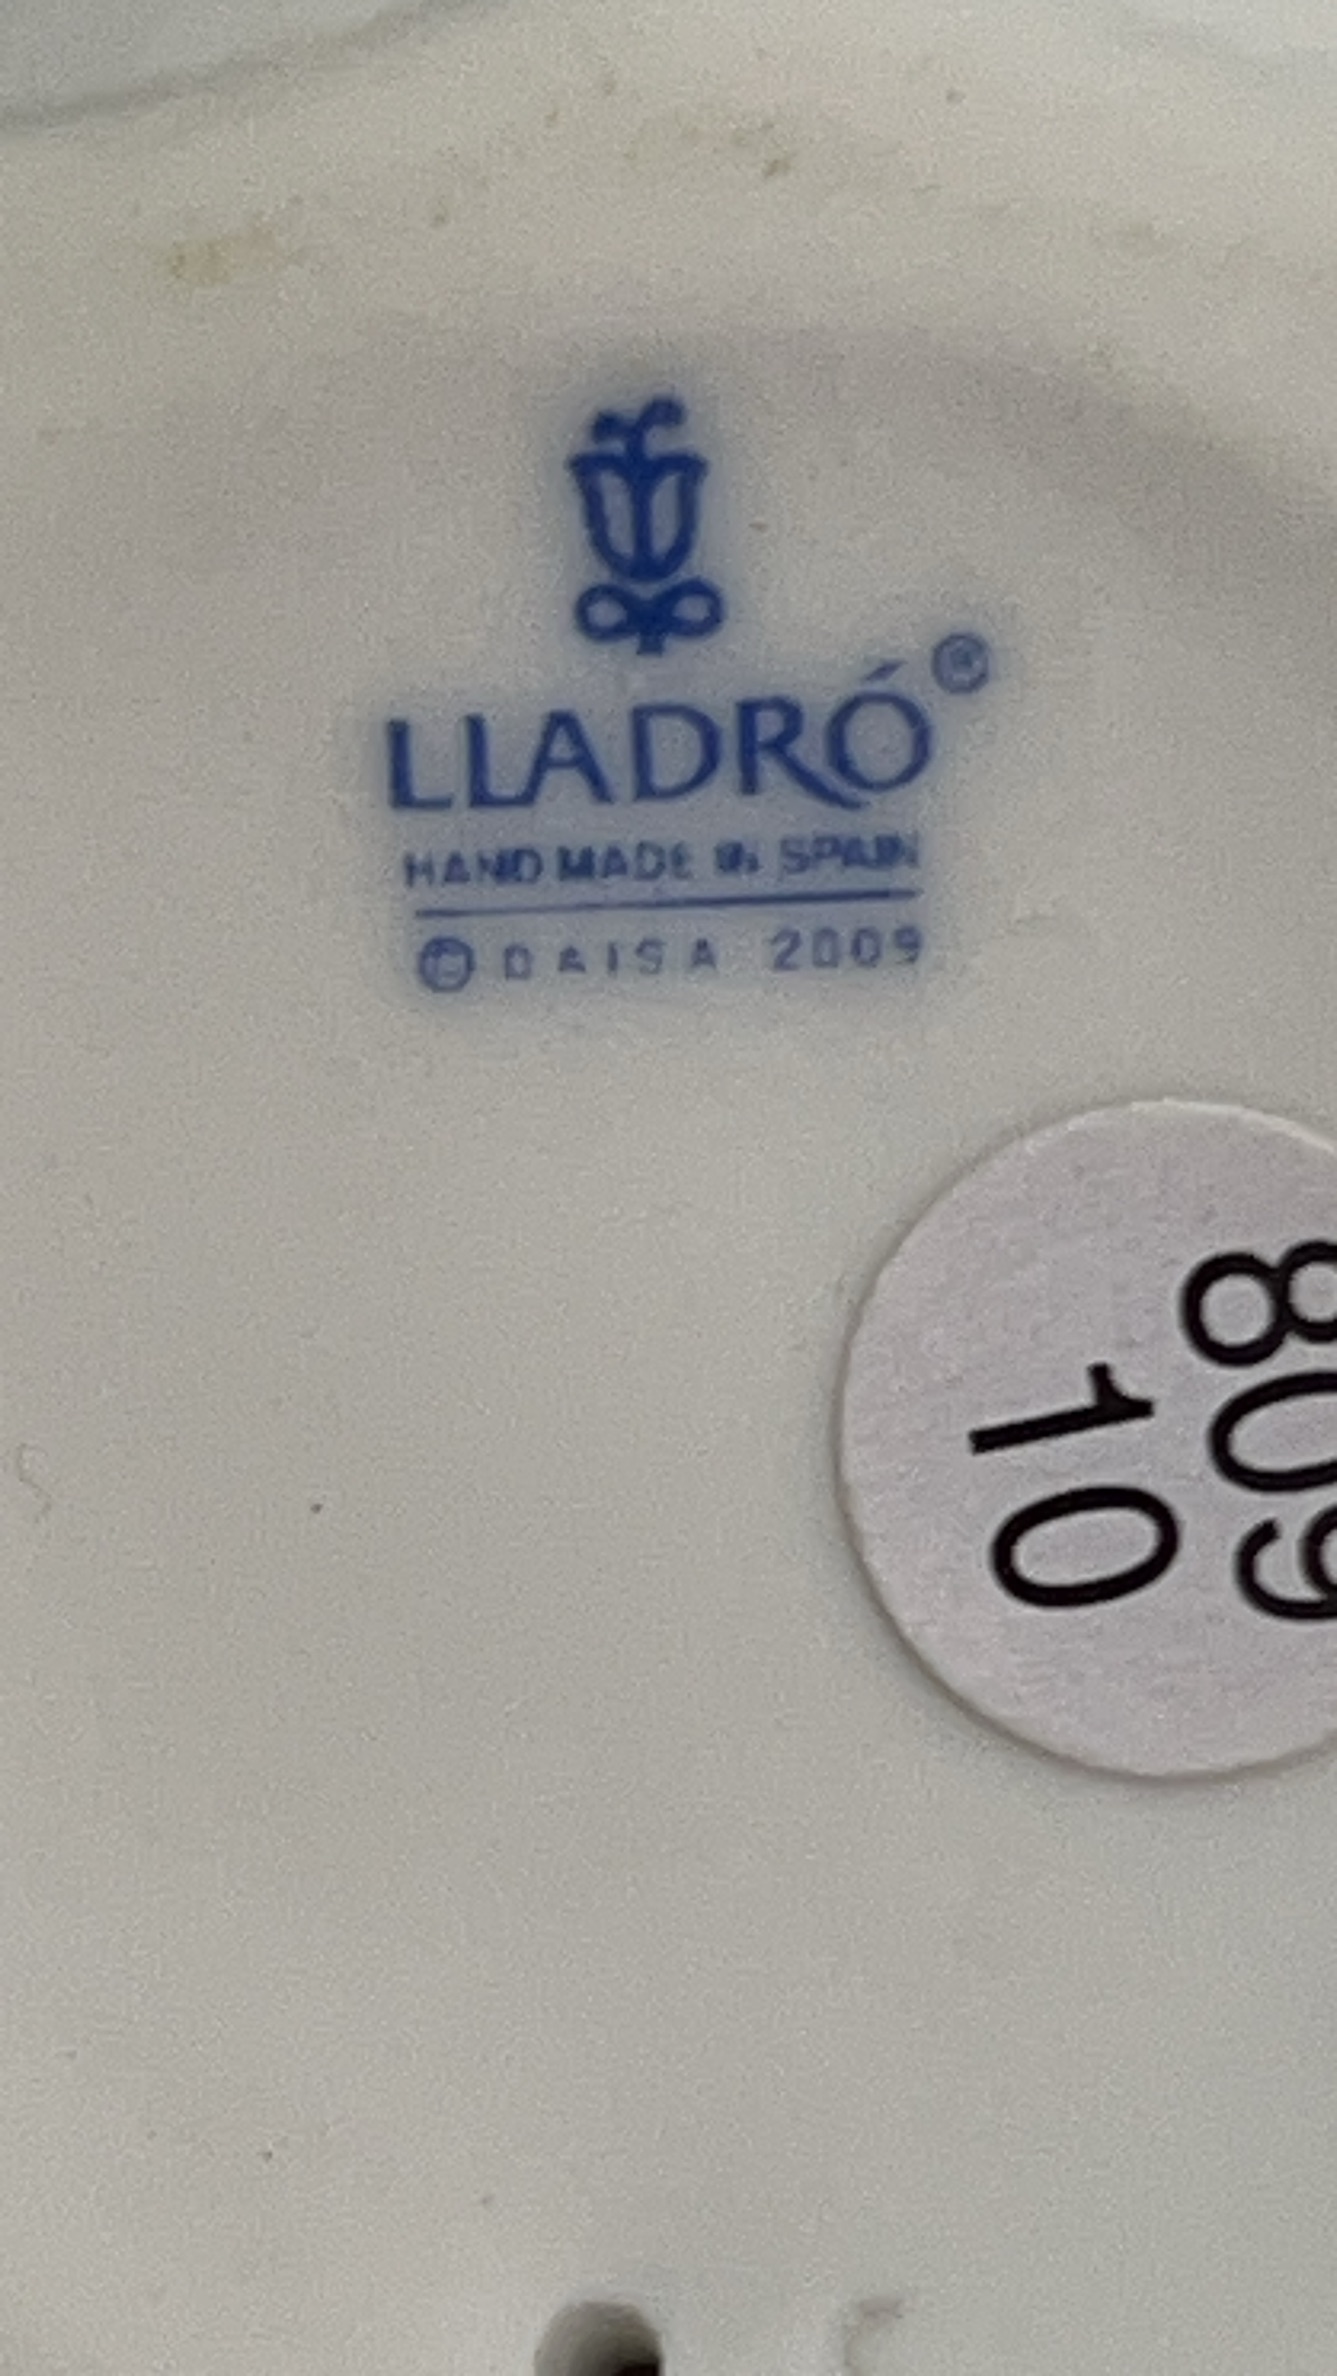 LLADRÓ®
HAND MADE IN SPAIN
© DAISA 2009
809
10